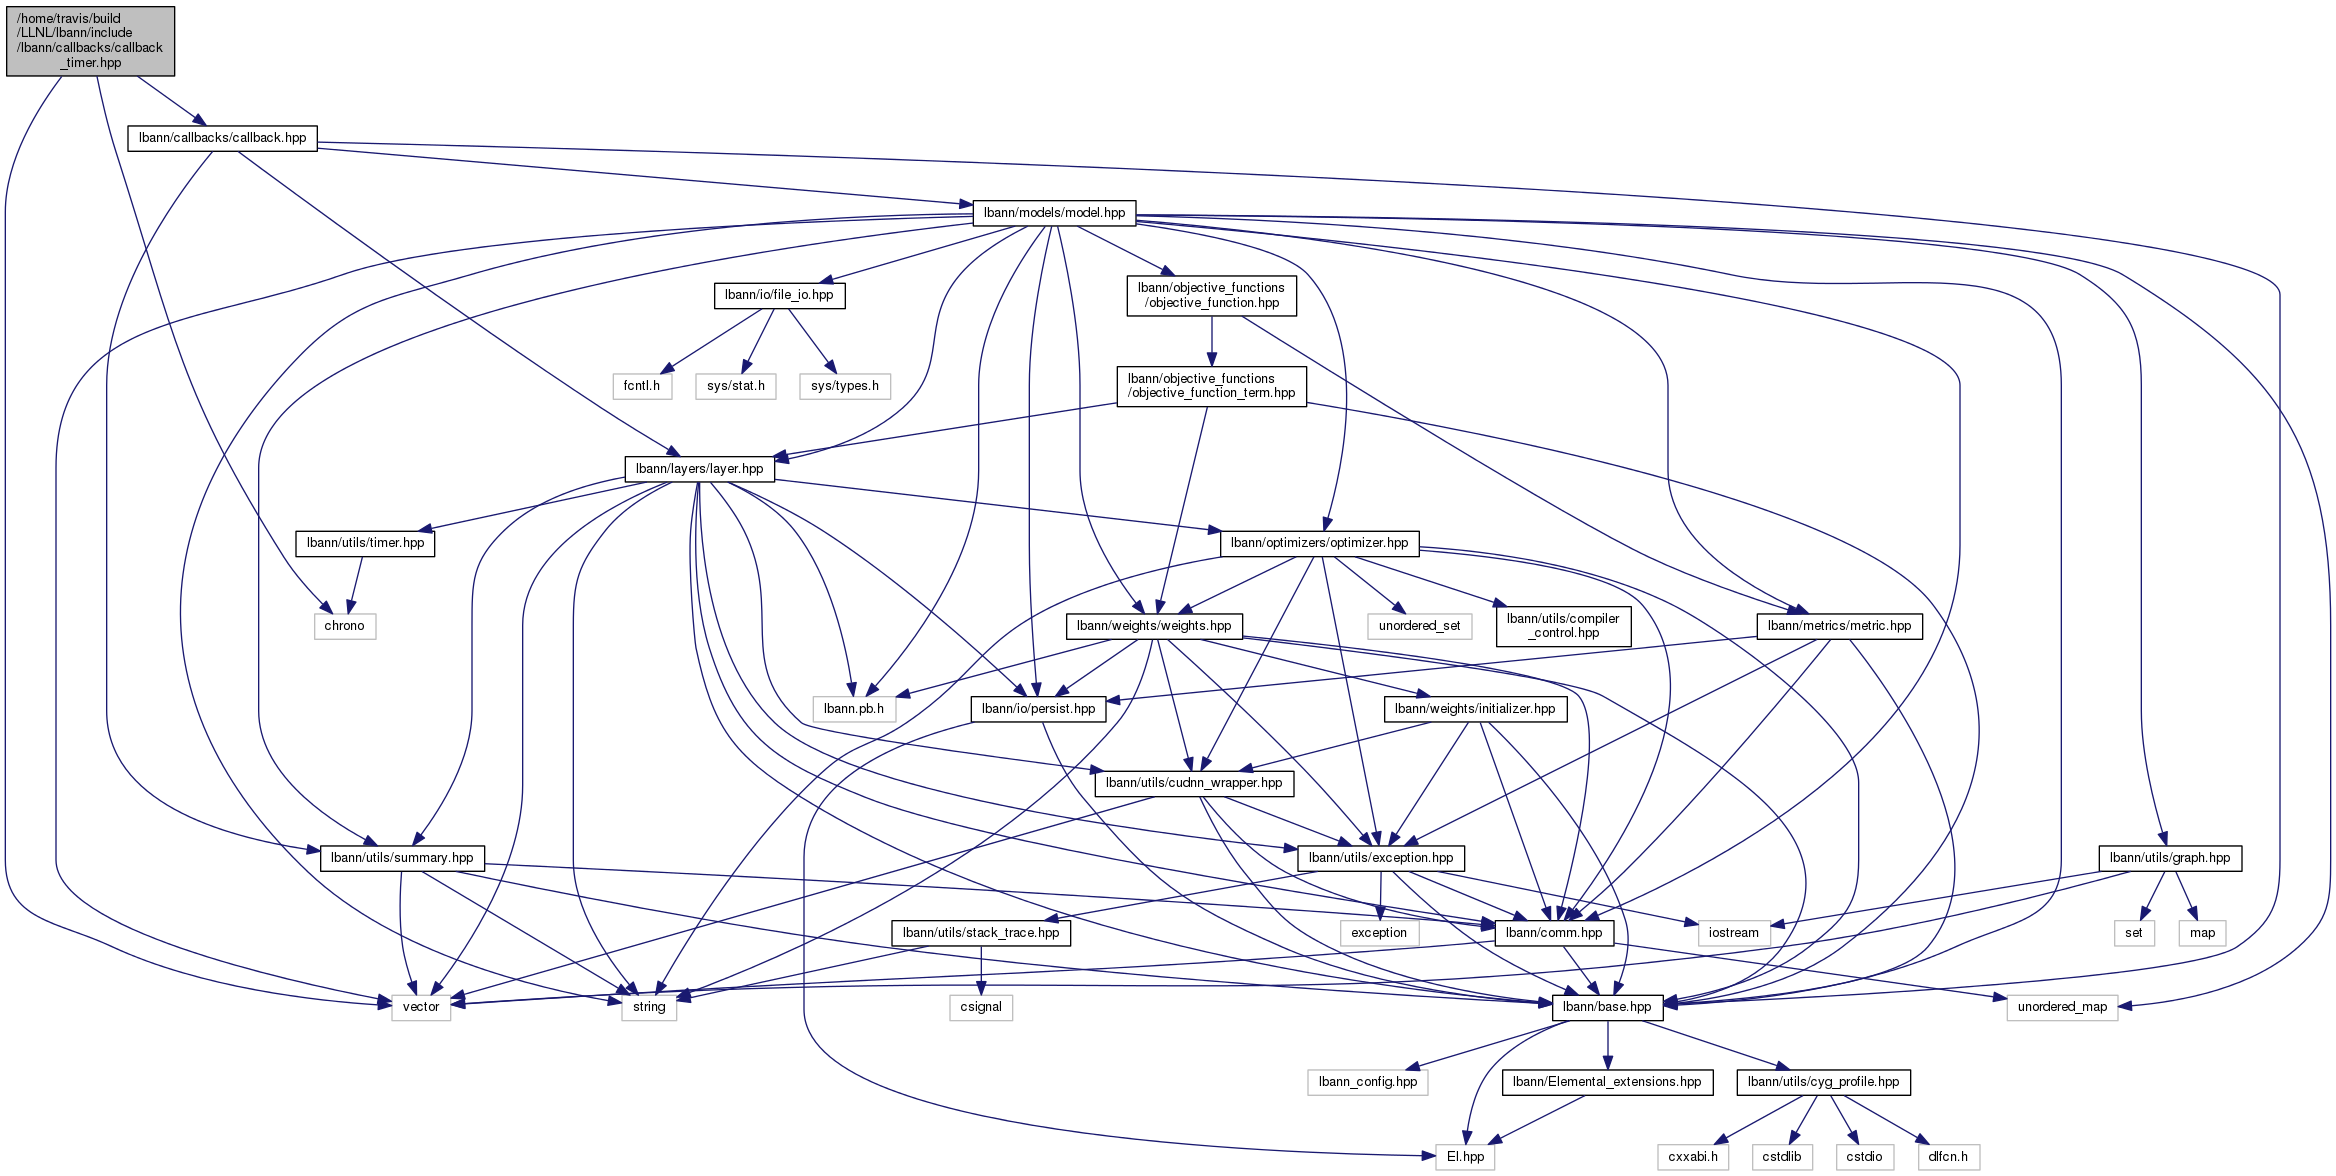 /home/travis/build
/LLNL/lbann/include
/lbann/callbacks/callback
_timer.hpp
lbann/callbacks/callback.hpp
lbann/models/model.hpp
lbann/io/file_io.hpp
lbann/objective_functions
/objective_function.hpp
fcntl.h
sys/stat.h
sys/types.h
lbann/objective_functions
/objective_function_term.hpp
lbann/layers/layer.hpp
lbann/utils/timer.hpp
lbann/optimizers/optimizer.hpp
chrono
lbann/weights/weights.hpp
unordered_set
lbann/utils/compiler
_control.hpp
lbann/metrics/metric.hpp
lbann.pb.h
lbann/io/persist.hpp
lbann/weights/initializer.hpp
lbann/utils/cudnn_wrapper.hpp
lbann/utils/summary.hpp
lbann/utils/exception.hpp
lbann/utils/graph.hpp
lbann/utils/stack_trace.hpp
exception
lbann/comm.hpp
iostream
set
map
vector
string
csignal
lbann/base.hpp
unordered_map
lbann_config.hpp
lbann/Elemental_extensions.hpp
lbann/utils/cyg_profile.hpp
El.hpp
cxxabi.h
cstdlib
cstdio
dlfcn.h